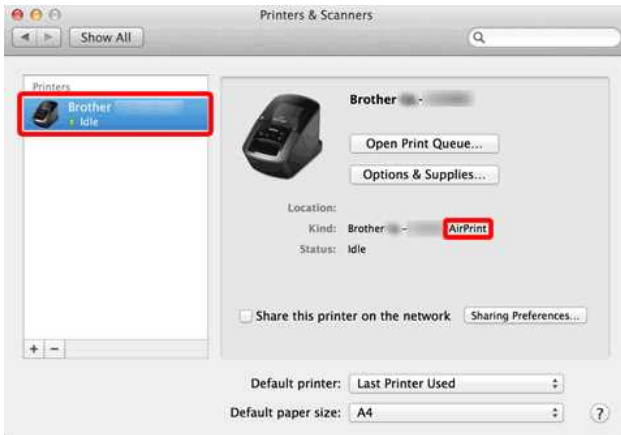 Printers & Scanners
Show All
Printers
Brother
Idle
Brother -
Open Print Queue...
Options & Supplies...
Location:
Kind: Brother - AirPrint
Status: Idle
Share this printer on the network Sharing Preferences...
+ -
Default printer: Last Printer Used
Default paper size: A4 ?